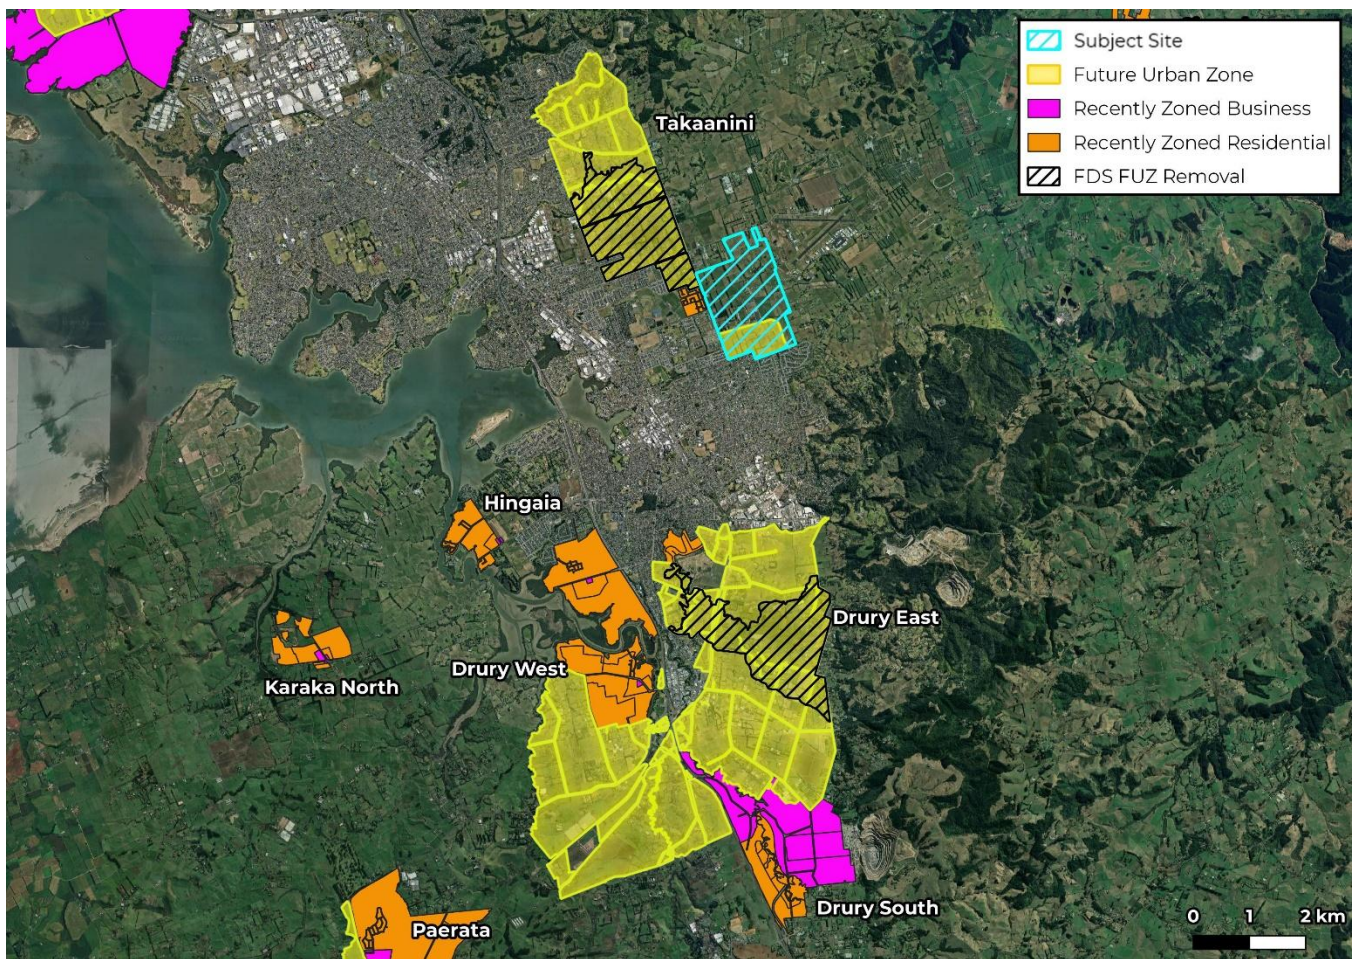 Subject Site
Future Urban Zone
Recently Zoned Business
Recently Zoned Residential
FDS FUZ Removal
Takaanini
Hingaia
Drury East
Drury West
Karaka North
Drury South
Paerata
0 1 2 km